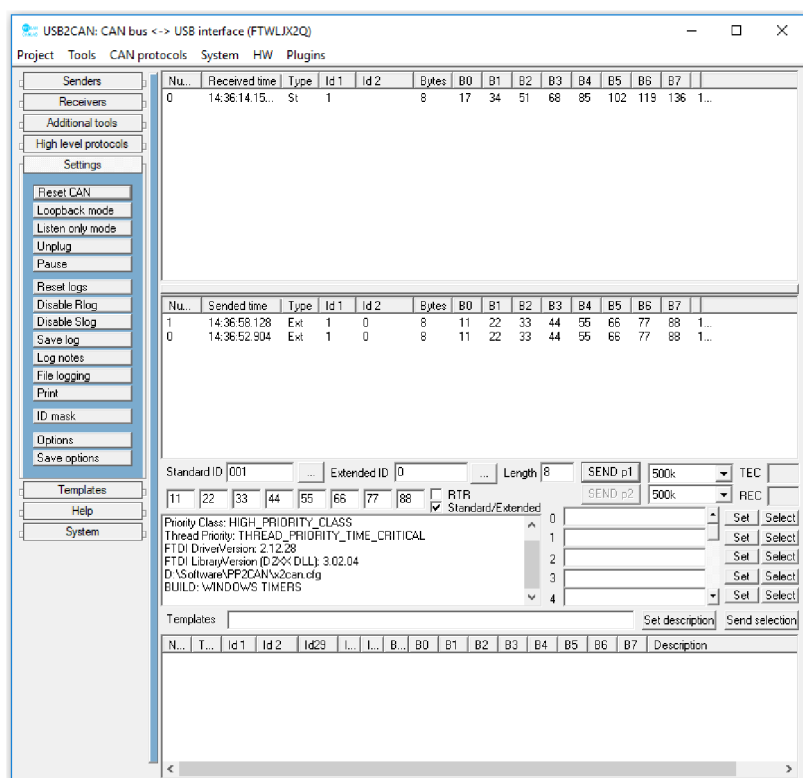 USB2CAN: CAN bus <-> USB interface (FTWLJX2Q)
Project Tools CAN protocols System HW Plugins
Senders
Receivers
Additional tools
High level protocols
Settings
Reset CAN
Loopback mode
Listen only mode
Unplug
Pause
Reset logs
Disable Rlog
Disable Slog
Save log
Log notes
File logging
Print
ID mask
Options
Save options
Templates
Help
System
Nu... Received time Type Id 1 Id 2 Bytes B0 B1 B2 B3 B4 B5 B6 B7
0 14:36:14.15... St 1 8 17 34 51 68 85 102 119 136 1...
Nu... Sended time Type Id 1 Id 2 Bytes B0 B1 B2 B3 B4 B5 B6 B7
1 14:36:58.128 Ext 1 0 8 11 22 33 44 55 66 77 88 1...
0 14:36:52.904 Ext 1 0 8 11 22 33 44 55 66 77 88 1...
Standard ID 001 ... Extended ID 0 ... Length 8 SEND p1 500k TEC
11 22 33 44 55 66 77 88 RTR SEND p2 500k REC
Standard/Extended
Priority Class: HIGH_PRIORITY_CLASS
Thread Priority: THREAD_PRIORITY_TIME_CRITICAL
FTDI DriverVersion: 2.12.28
FTDI LibraryVersion (D2XX DLL): 3.02.04
D:\Software\PP2CAN\x2can.cfg
BUILD: WINDOWS TIMERS
0 Set Select
1 Set Select
2 Set Select
3 Set Select
4 Set Select
Templates Set description Send selection
N... T... Id 1 Id 2 Id29 I... I... B... B0 B1 B2 B3 B4 B5 B6 B7 Description